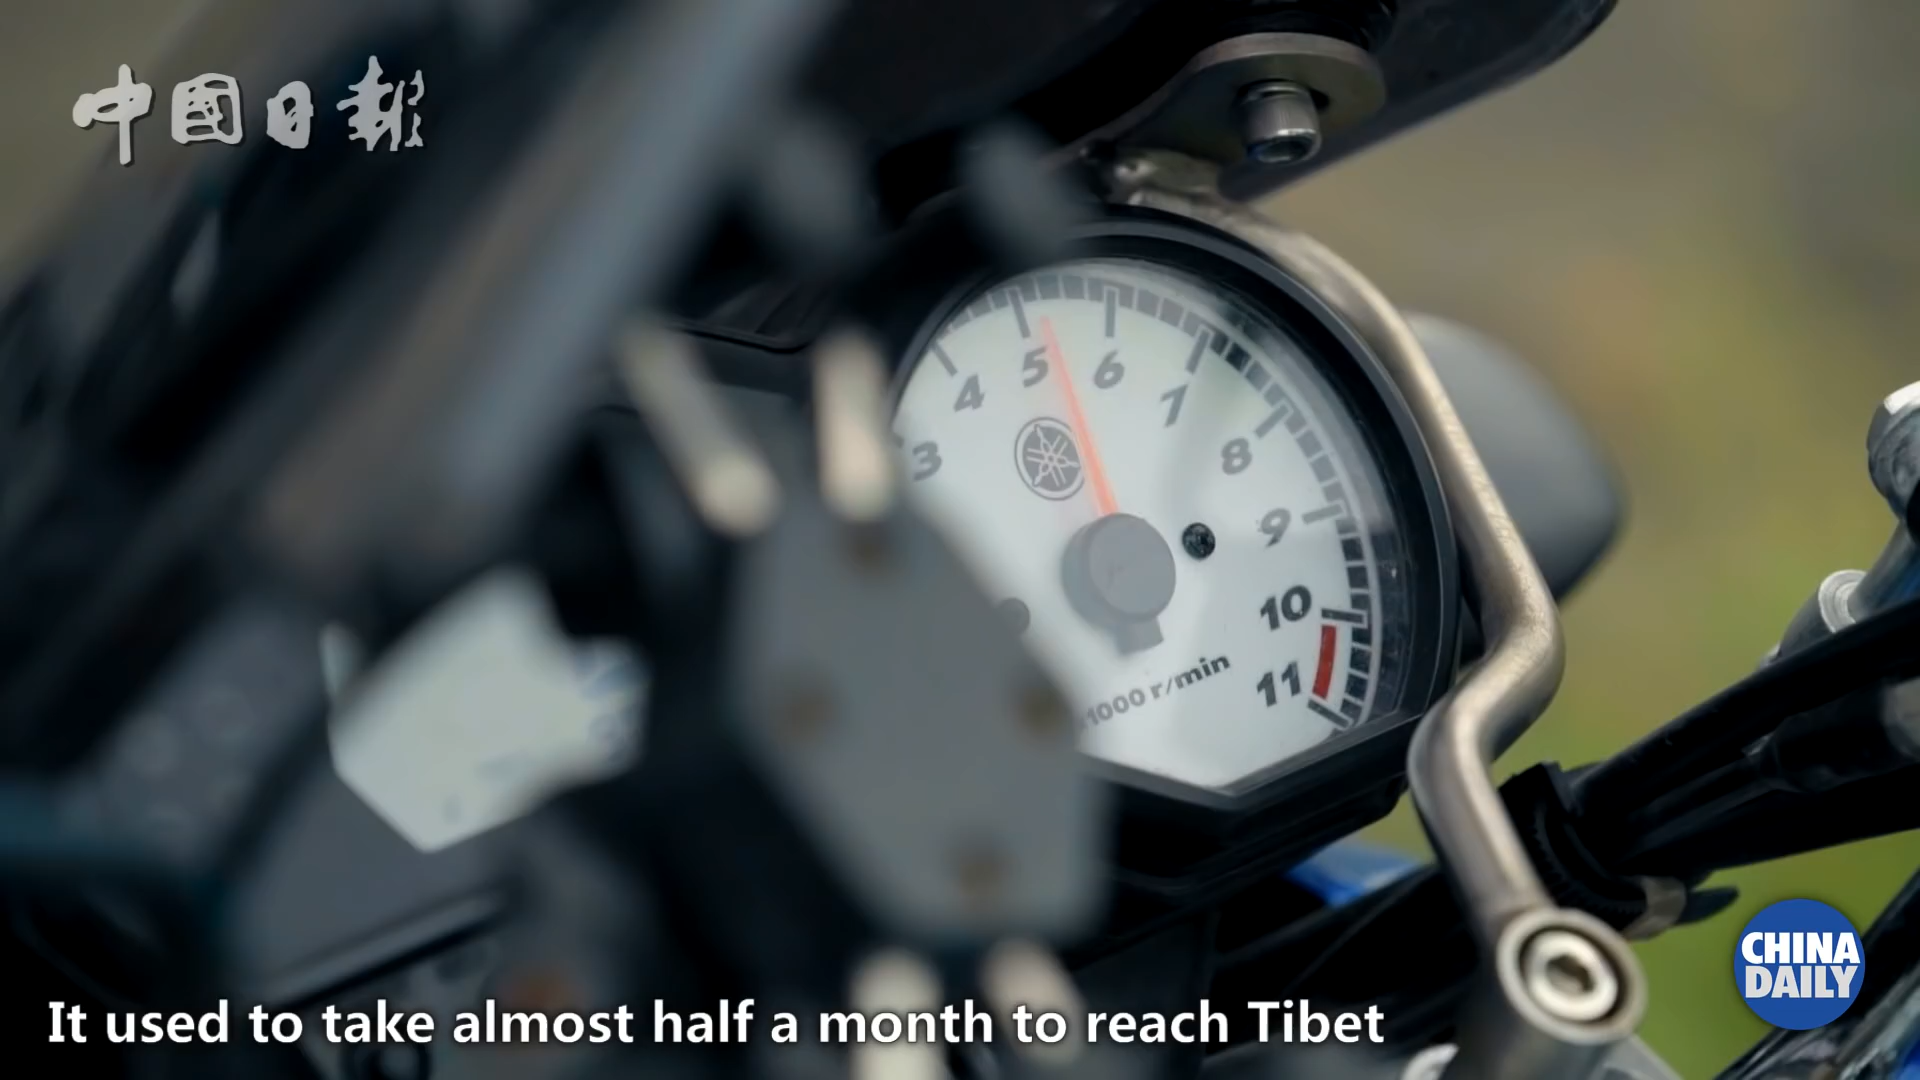 中國日報
3
4
5
6
7
8
9
10
11
1000 r/min
CHINA
DAILY
It used to take almost half a month to reach Tibet